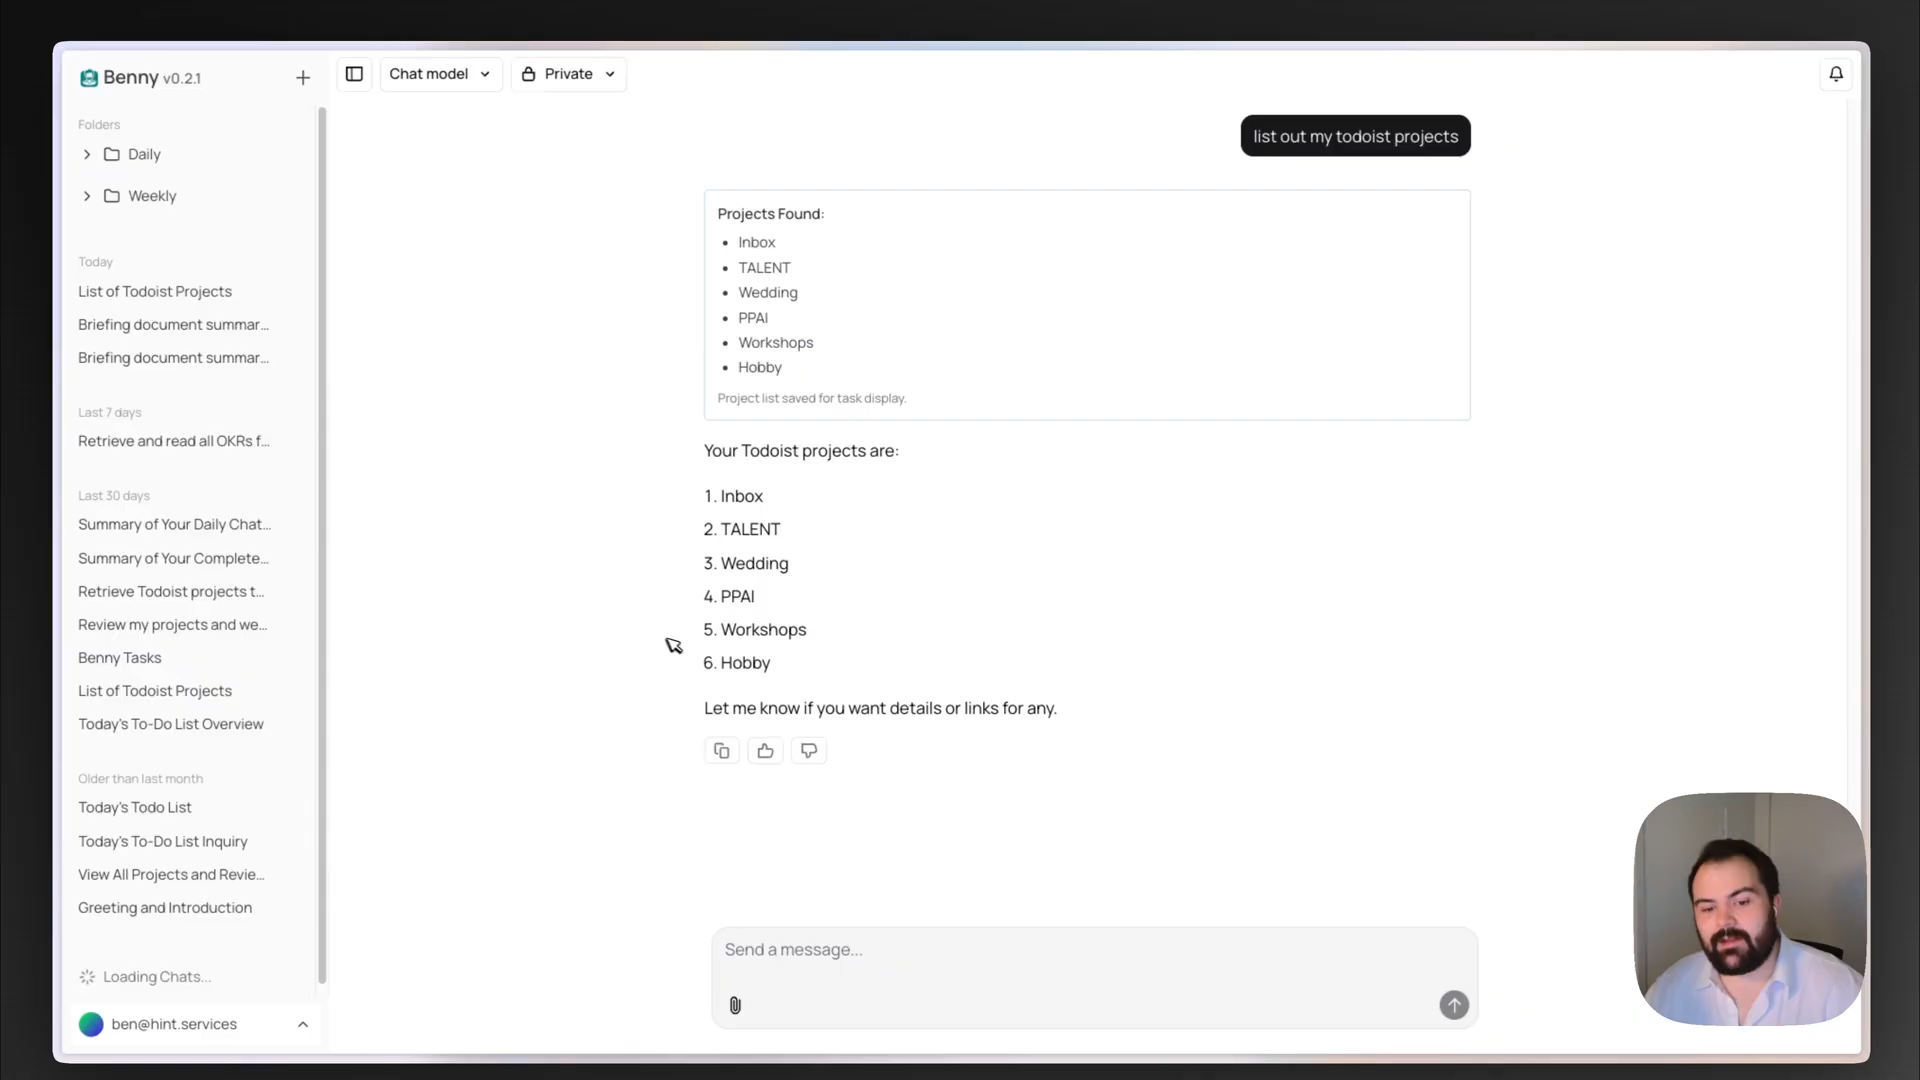 Benny v0.2.1
Folders
Daily
Weekly
Today
List of Todoist Projects
Briefing document summar...
Briefing document summar...
Last 7 days
Retrieve and read all OKRs f...
Last 30 days
Summary of Your Daily Chat...
Summary of Your Complete...
Retrieve Todoist projects t...
Review my projects and we...
Benny Tasks
List of Todoist Projects
Today's To-Do List Overview
Older than last month
Today's Todo List
Today's To-Do List Inquiry
View All Projects and Revie...
Greeting and Introduction
Loading Chats...
ben@hint.services
Chat model
Private
list out my todoist projects
Projects Found:
• Inbox
• TALENT
• Wedding
• PPAI
• Workshops
• Hobby
Project list saved for task display.
Your Todoist projects are:
1. Inbox
2. TALENT
3. Wedding
4. PPAI
5. Workshops
6. Hobby
Let me know if you want details or links for any.
Send a message...